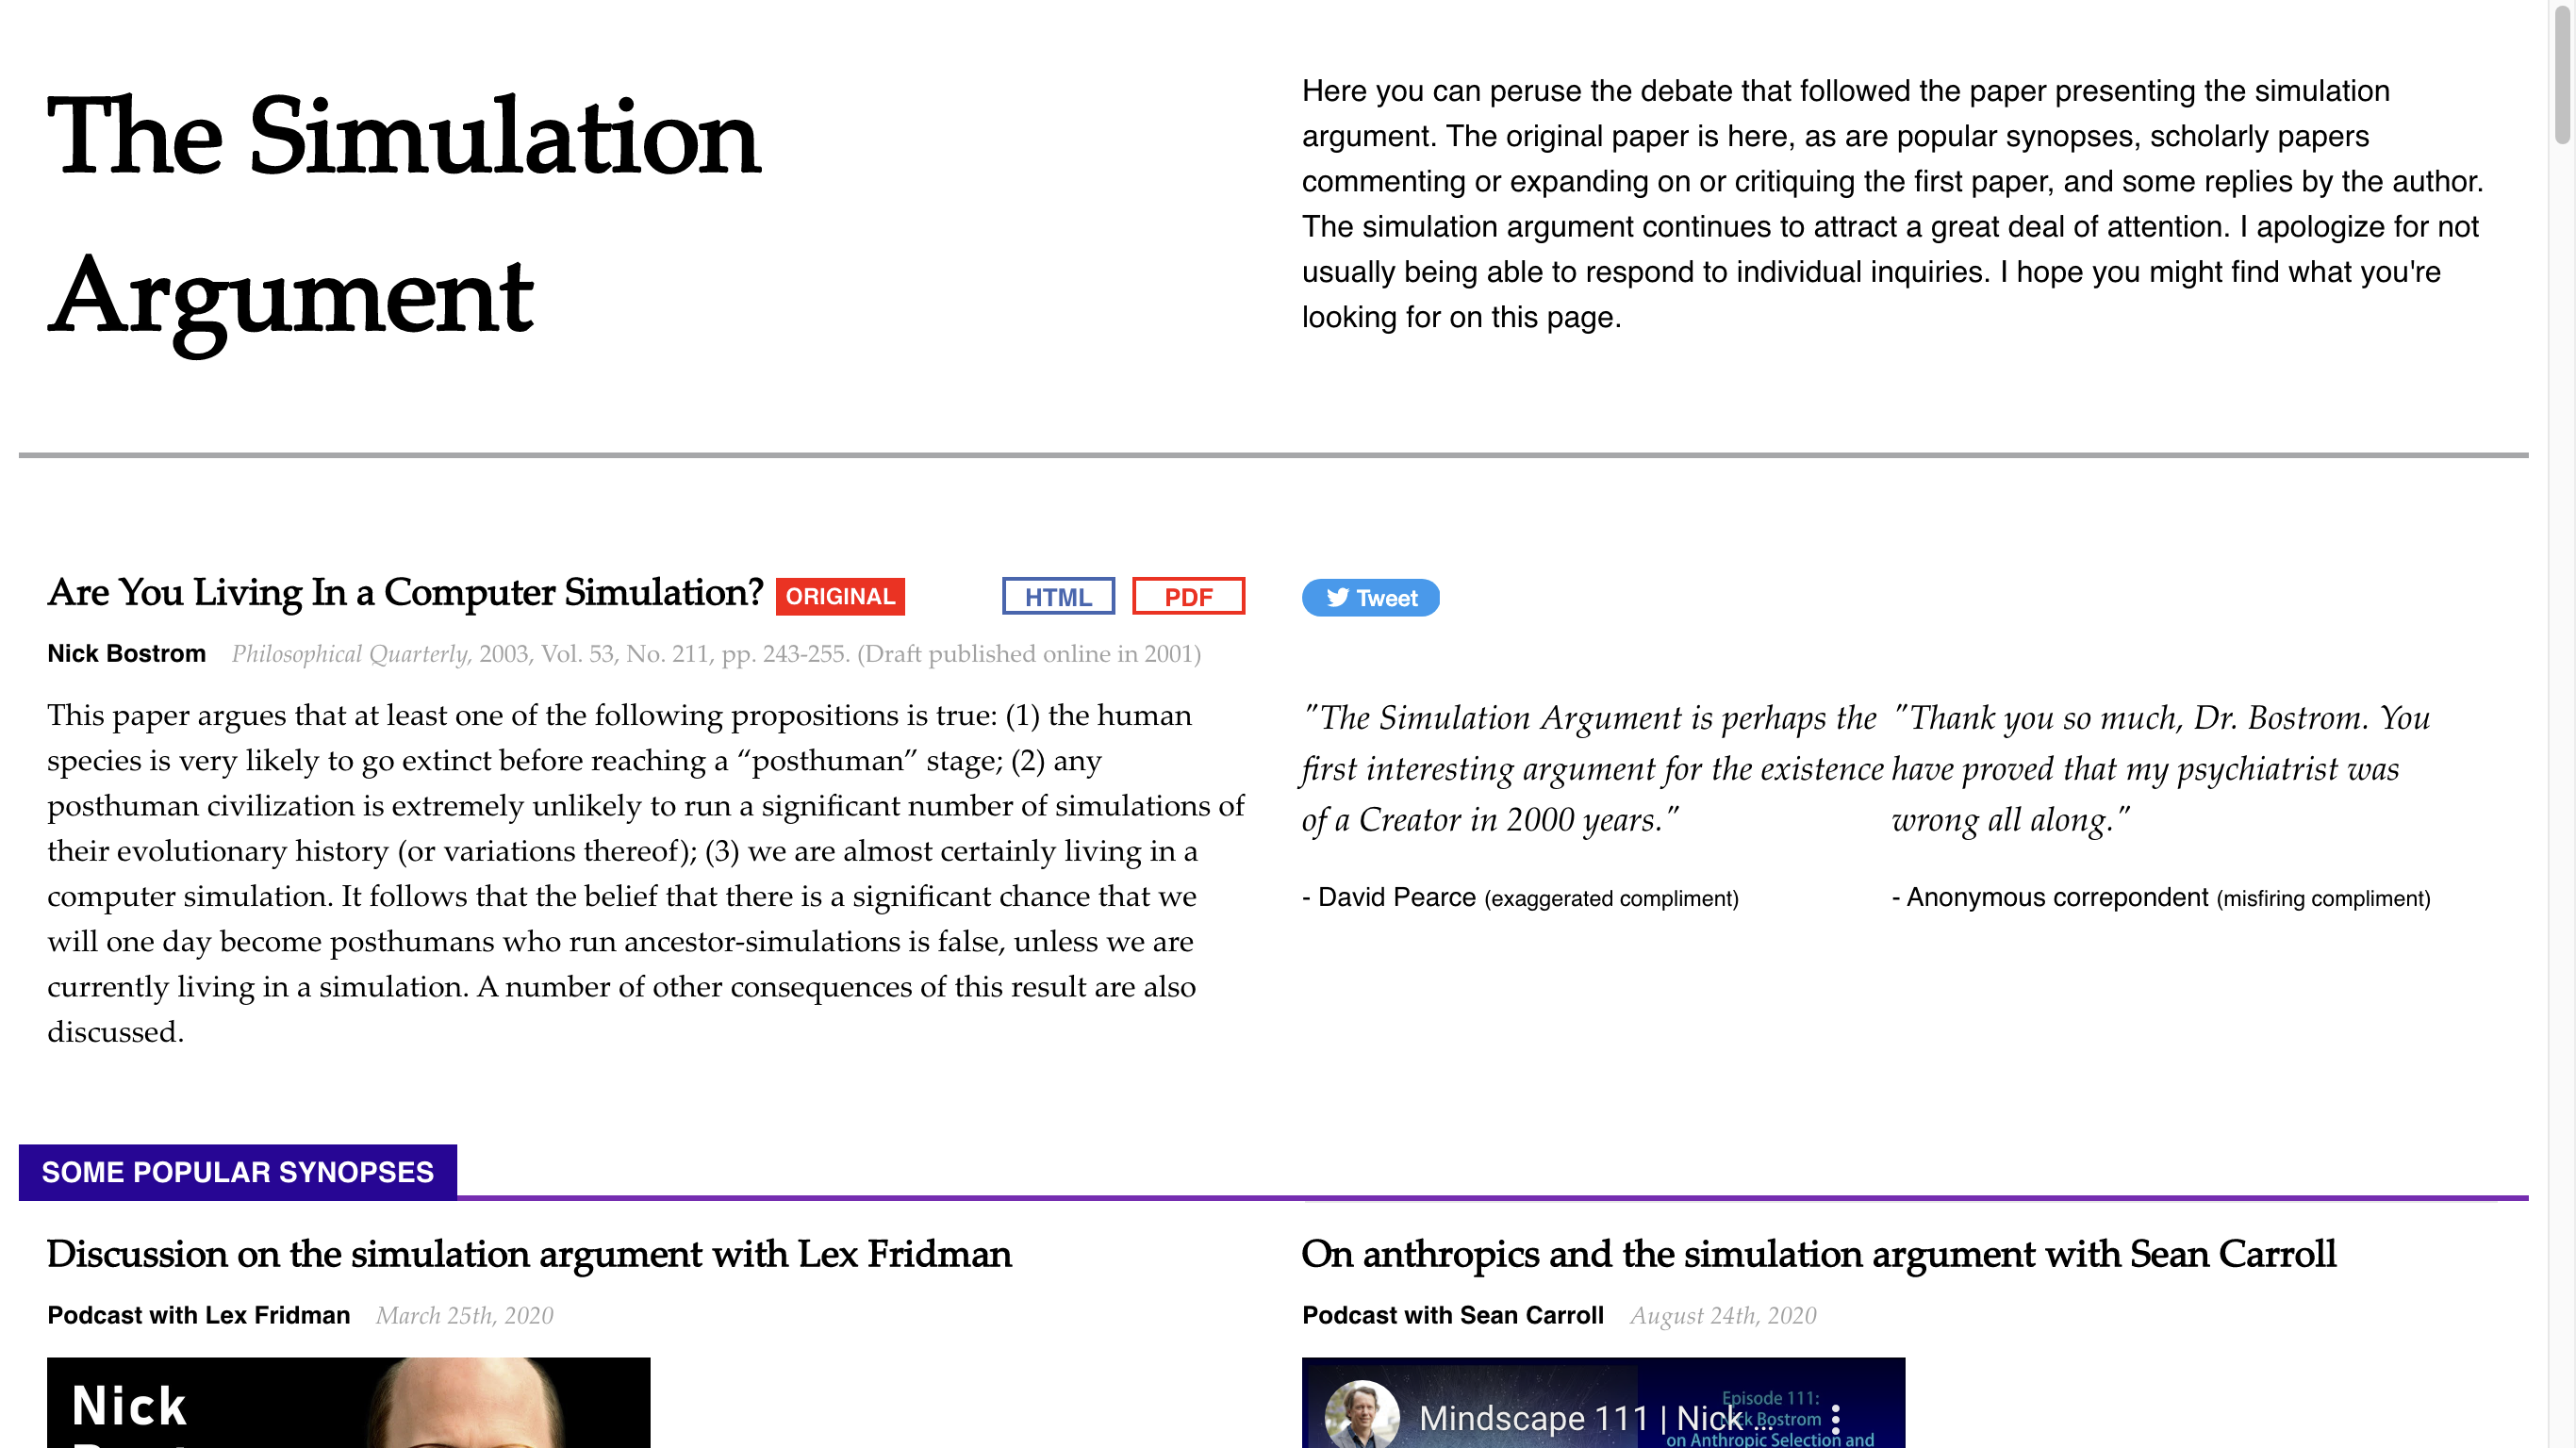 The Simulation
Argument
Here you can peruse the debate that followed the paper presenting the simulation
argument. The original paper is here, as are popular synopses, scholarly papers
commenting or expanding on or critiquing the first paper, and some replies by the author.
The simulation argument continues to attract a great deal of attention. I apologize for not
usually being able to respond to individual inquiries. I hope you might find what you're
looking for on this page.
Are You Living In a Computer Simulation? ORIGINAL HTML PDF
Nick Bostrom Philosophical Quarterly, 2003, Vol. 53, No. 211, pp. 243-255. (Draft published online in 2001)
This paper argues that at least one of the following propositions is true: (1) the human
species is very likely to go extinct before reaching a “posthuman” stage; (2) any
posthuman civilization is extremely unlikely to run a significant number of simulations of
their evolutionary history (or variations thereof); (3) we are almost certainly living in a
computer simulation. It follows that the belief that there is a significant chance that we
will one day become posthumans who run ancestor-simulations is false, unless we are
currently living in a simulation. A number of other consequences of this result are also
discussed.
Tweet
"The Simulation Argument is perhaps the
first interesting argument for the existence
of a Creator in 2000 years."
- David Pearce (exaggerated compliment)
"Thank you so much, Dr. Bostrom. You
have proved that my psychiatrist was
wrong all along."
- Anonymous correpondent (misfiring compliment)
SOME POPULAR SYNOPSES
Discussion on the simulation argument with Lex Fridman
Podcast with Lex Fridman March 25th, 2020
Nick
On anthropics and the simulation argument with Sean Carroll
Podcast with Sean Carroll August 24th, 2020
Mindscape 111 | Nick ...
Episode 111:
Nick Bostrom
on Anthropic Selection and